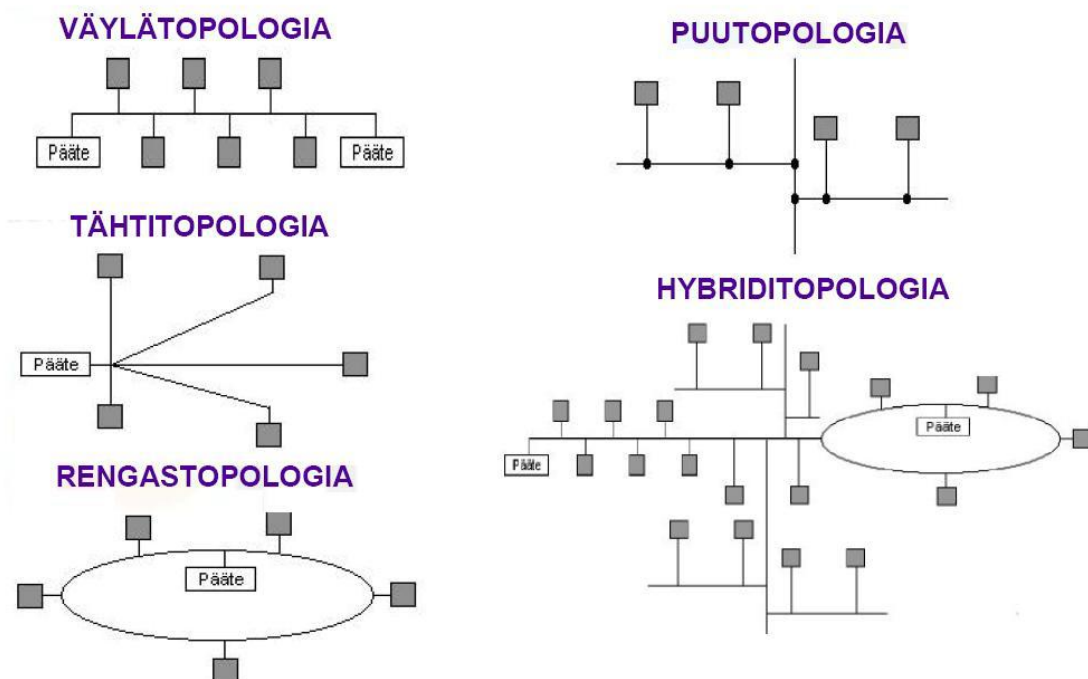 VÄYLÄTOPOLOGIA
Pääte
Pääte
TÄHTITOPOLOGIA
Pääte
RENGASTOPOLOGIA
Pääte
PUUTOPOLOGIA
HYBRIDITOPOLOGIA
Pääte
Pääte